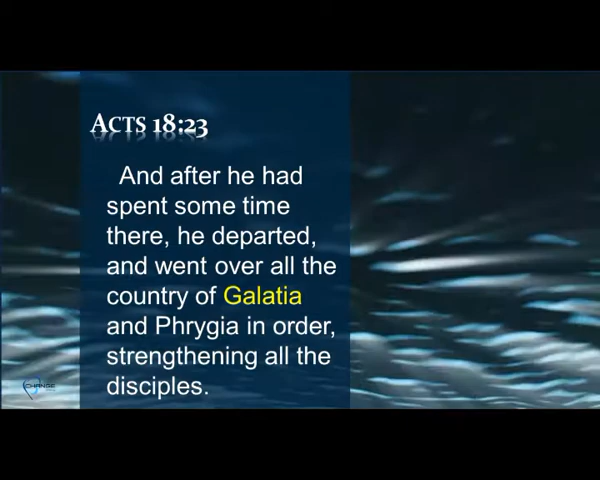 ACTS 18:23
And after he had
spent some time
there, he departed,
and went over all the
country of Galatia
and Phrygia in order,
strengthening all the
disciples.
CHANGE